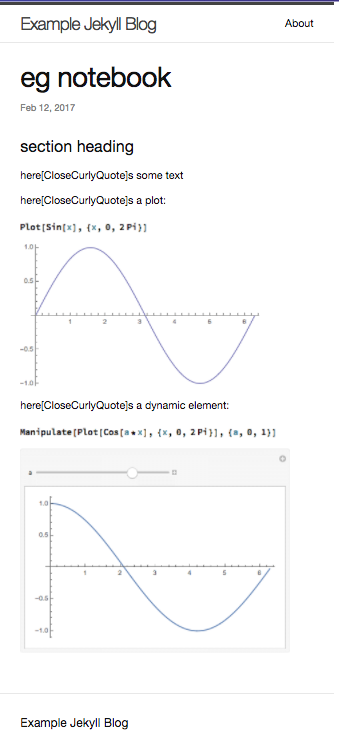 Example Jekyll Blog
About
eg notebook
Feb 12, 2017
section heading
here[CloseCurlyQuote]s some text
here[CloseCurlyQuote]s a plot:
Plot[Sin[x], {x, 0, 2 Pi}]
1.0
0.5
1 2 3 4 5 6
-0.5
-1.0
here[CloseCurlyQuote]s a dynamic element:
Manipulate[Plot[Cos[a*x], {x, 0, 2 Pi}], {a, 0, 1}]
a
1.0
0.5
1 2 3 4 5 6
-0.5
-1.0
Example Jekyll Blog